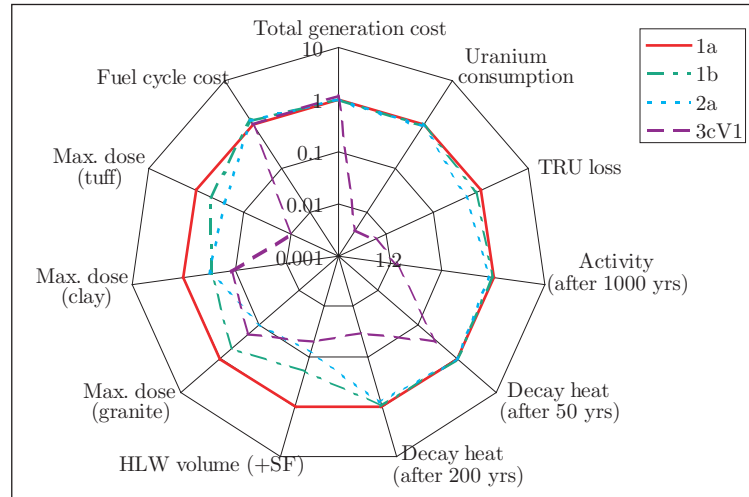 Total generation cost
10
Uranium
consumption
Fuel cycle cost
1
1a
1b
2a
3cV1
Max. dose
(tuff)
0.1
TRU loss
0.01
0.001
1.2
Max. dose
(clay)
Activity
(after 1000 yrs)
Max. dose
(granite)
Decay heat
(after 50 yrs)
HLW volume (+SF)
Decay heat
(after 200 yrs)